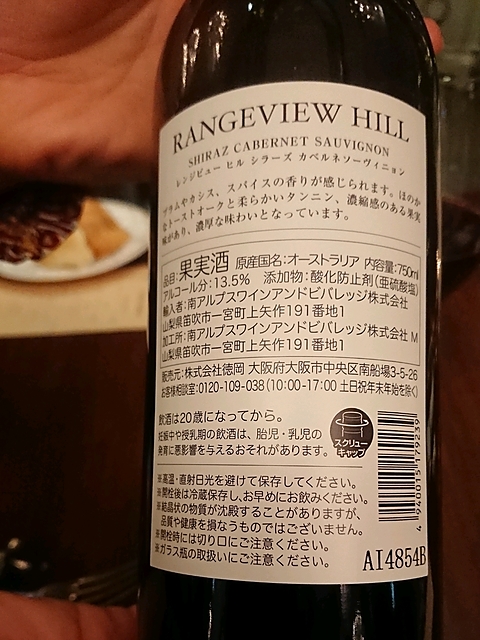 RANGEVIEW HILL
SHIRAZ CABERNET SAUVIGNON
レンジビュー ヒル シラーズ カベルネソーヴィニョン
プラムやカシス、スパイスの香りが感じられます。ほのか
なトーストオークと柔らかいタンニン、濃縮感のある果実
味があり、濃厚な味わいとなっています。
品目:果実酒 原産国名:オーストラリア 内容量:750ml
アルコール分:13.5% 添加物:酸化防止剤(亜硫酸塩)
輸入者:南アルプスワインアンドビバレッジ株式会社
山梨県笛吹市一宮町上矢作191番地1
加工所:南アルプスワインアンドビバレッジ株式会社 M
山梨県笛吹市一宮町上矢作191番地1
販売元:株式会社徳岡 大阪府大阪市中央区南船場3-5-26
お客様相談室:0120-109-038(10:00-17:00 土日祝年末年始を除く)
飲酒は20歳になってから。
妊娠中や授乳期の飲酒は、胎児・乳児の
発育に悪影響を与えるおそれがあります。
スクリュー
キャップ
※高温・直射日光を避けて保存してください。
※開栓後は冷蔵保存し、お早めにお飲みください。
※結晶状の物質が沈殿することがありますが、
品質や健康を損なうものではございません。
※開栓時には切り口にご注意ください。
※ガラス瓶の取扱いにご注意ください。
4 940015 179239
AI4854B